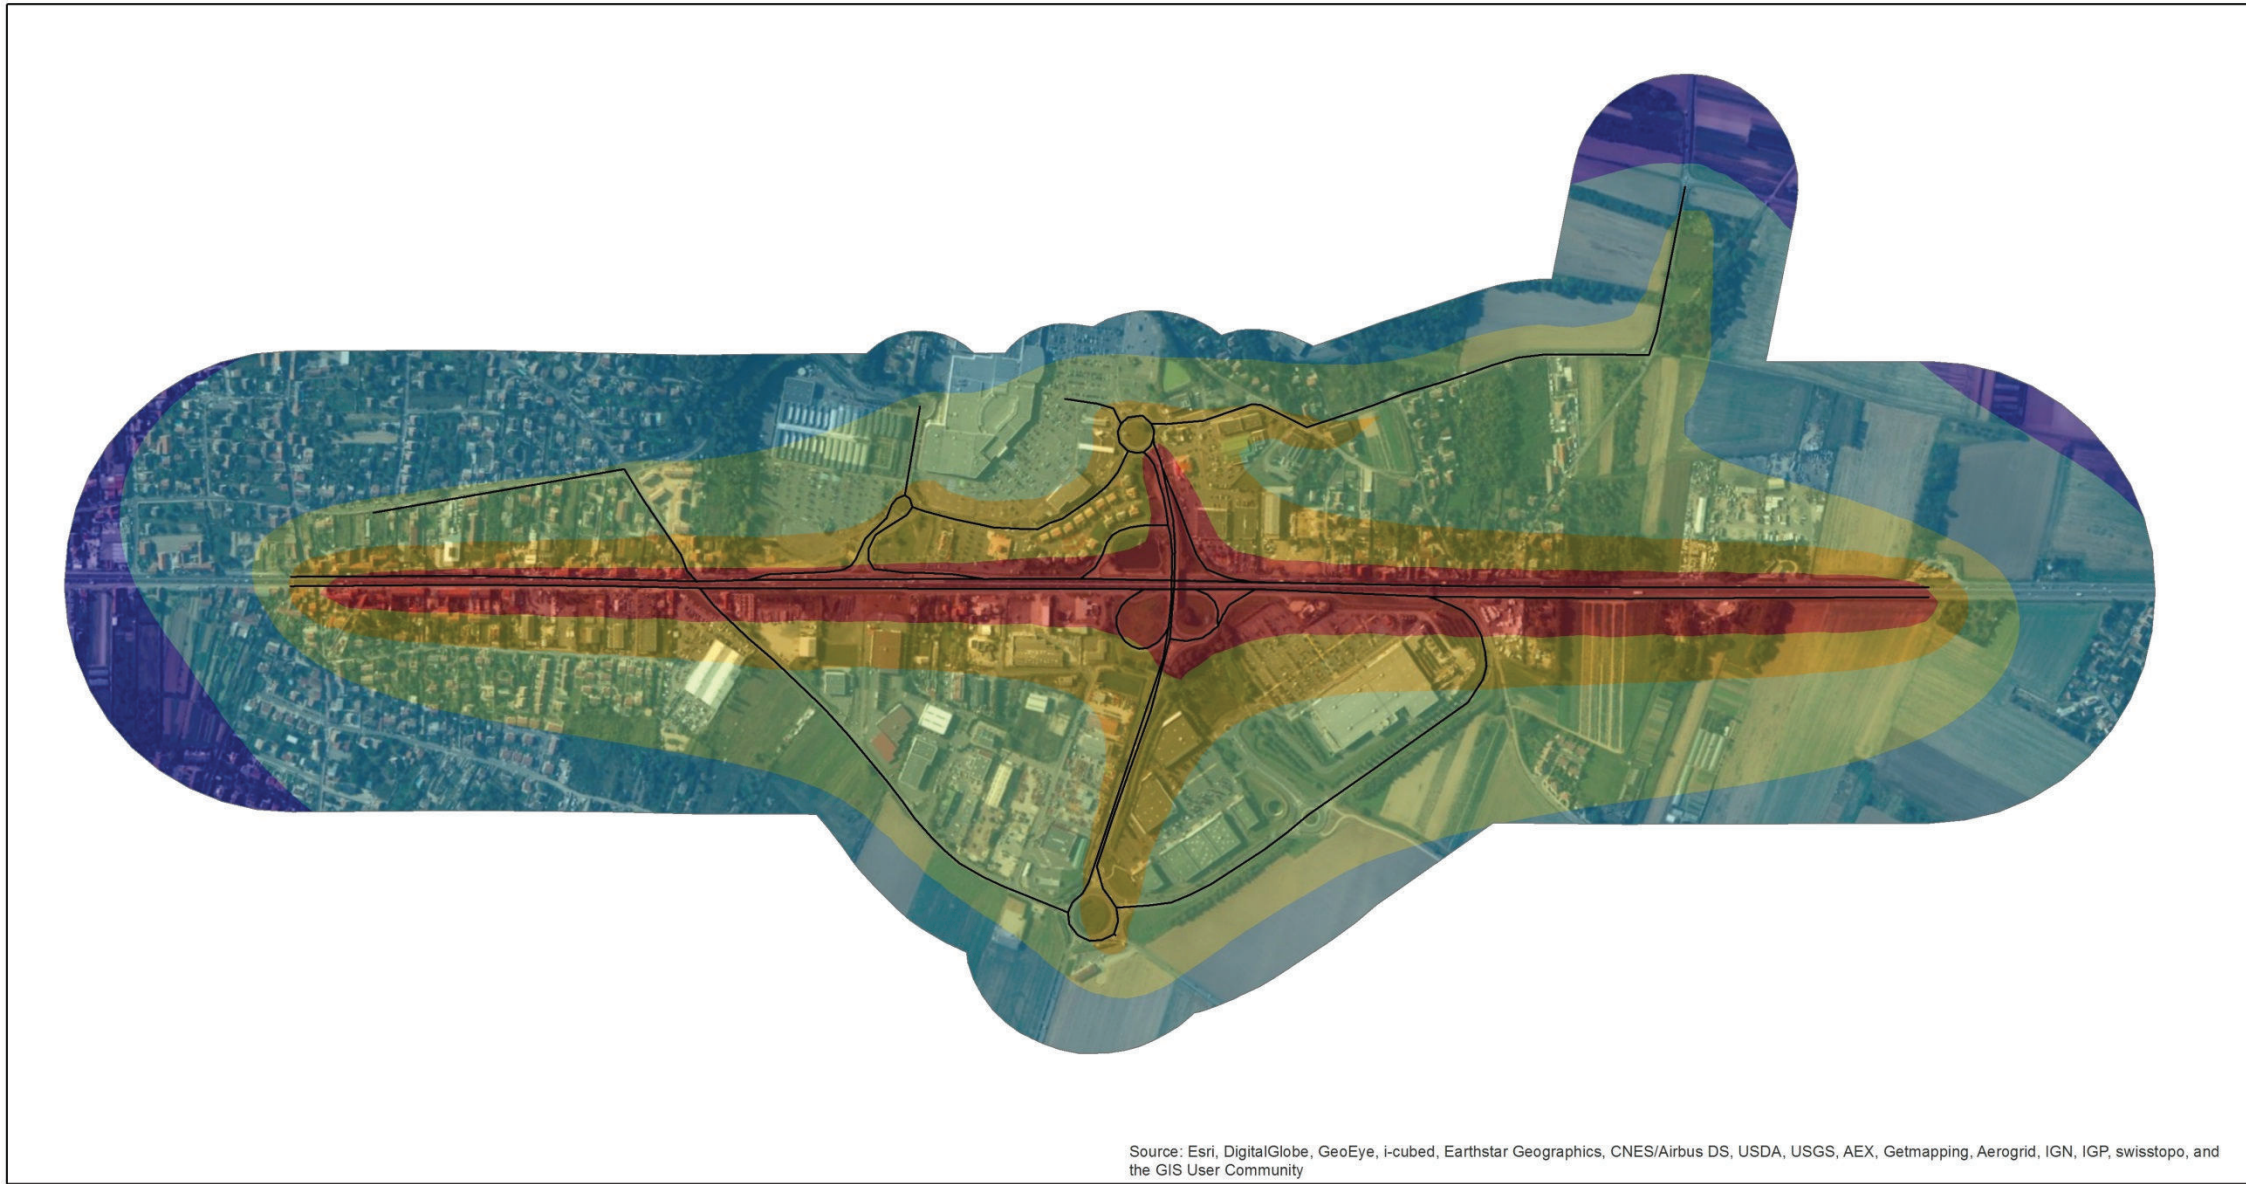 Source: Esri, DigitalGlobe, GeoEye, i-cubed, Earthstar Geographics, CNES/Airbus DS, USDA, USGS, AEX, Getmapping, Aerogrid, IGN, IGP, swisstopo, and
the GIS User Community